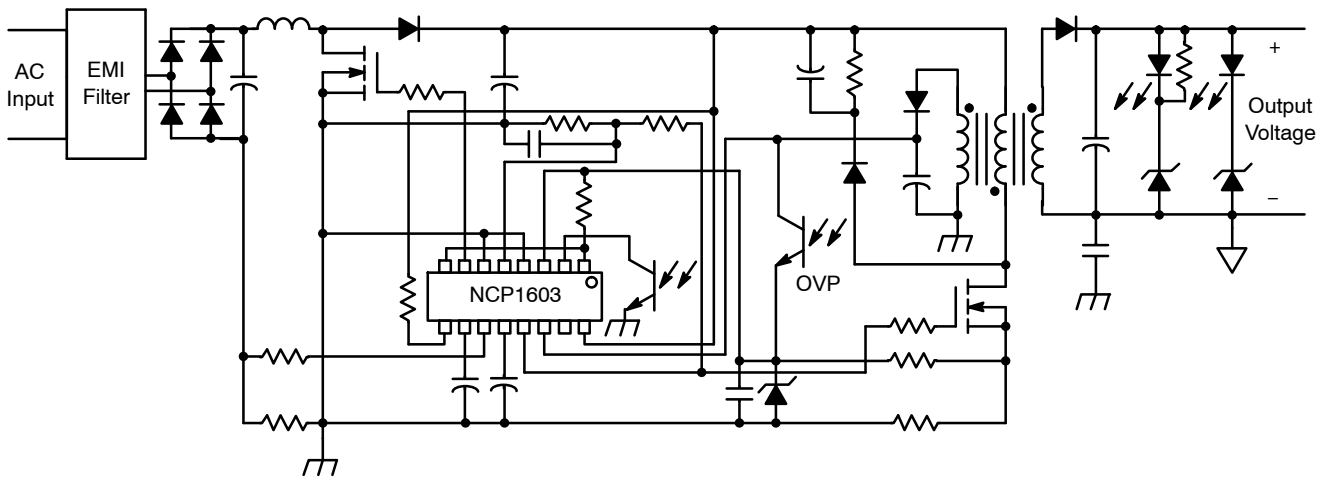 AC
Input
EMI
Filter
NCP1603
OVP
+
Output
Voltage
−